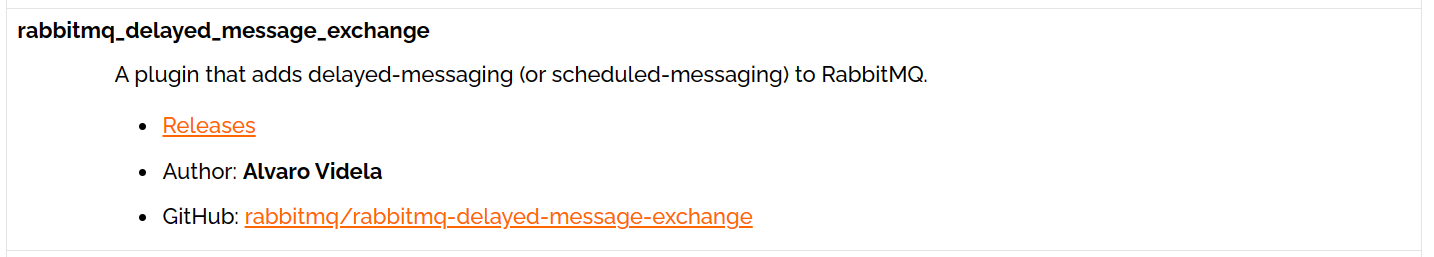 rabbitmq_delayed_message_exchange
A plugin that adds delayed-messaging (or scheduled-messaging) to RabbitMQ.
• Releases
• Author: Alvaro Videla
• GitHub: rabbitmq/rabbitmq-delayed-message-exchange